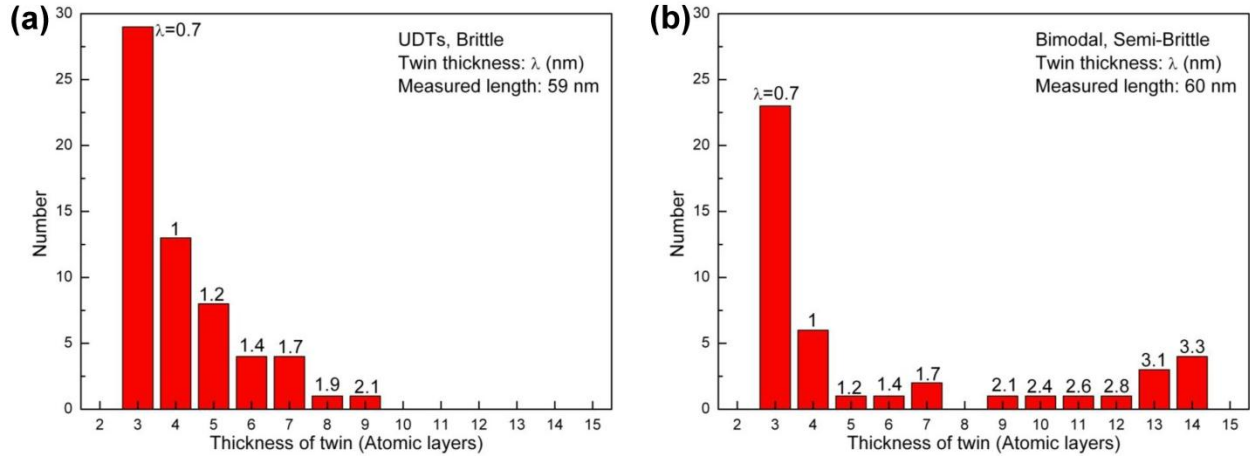 (a)
30
25
20
15
10
5
0
Number
λ=0.7
1
1.2
1.4
1.7
1.9
2.1
UDTs, Brittle
Twin thickness: λ (nm)
Measured length: 59 nm
2 3 4 5 6 7 8 9 10 11 12 13 14 15
Thickness of twin (Atomic layers)
(b)
30
25
20
15
10
5
0
Number
λ=0.7
1
1.2
1.4
1.7
2.1
2.4
2.6
2.8
3.1
3.3
Bimodal, Semi-Brittle
Twin thickness: λ (nm)
Measured length: 60 nm
2 3 4 5 6 7 8 9 10 11 12 13 14 15
Thickness of twin (Atomic layers)